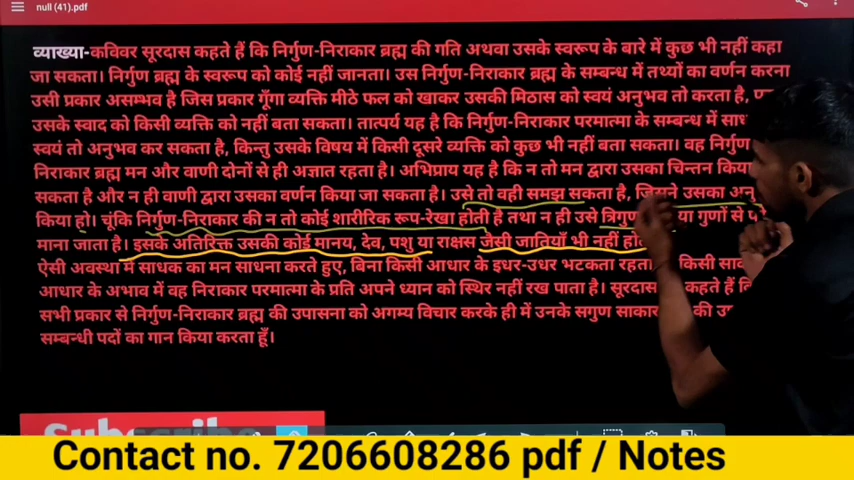 null (41).pdf
व्याख्या-कविवर सूरदास कहते हैं कि निर्गुण-निराकार ब्रह्म की गति अथवा उसके स्वरूप के बारे में कुछ भी नहीं कहा
जा सकता। निर्गुण ब्रह्म के स्वरूप को कोई नहीं जानता। उस निर्गुण-निराकार ब्रह्म के सम्बन्ध में तथ्यों का वर्णन करना
उसी प्रकार असम्भव है जिस प्रकार गूँगा व्यक्ति मीठे फल को खाकर उसकी मिठास को स्वयं अनुभव तो करता है,
उसके स्वाद को किसी व्यक्ति को नहीं बता सकता। तात्पर्य यह है कि निर्गुण-निराकार परमात्मा के सम्बन्ध में
स्वयं तो अनुभव कर सकता है, किन्तु उसके विषय में किसी दूसरे व्यक्ति को कुछ भी नहीं बता सकता। वह निर्गुण
निराकार ब्रह्म मन और वाणी दोनों से ही अज्ञात रहता है। अभिप्राय यह है कि न तो मन द्वारा उसका चिन्तन किया
सकता है और न ही वाणी द्वारा उसका वर्णन किया जा सकता है। उसे तो वही समझ सकता है, जिसने उसका
किया हो। चूंकि निर्गुण-निराकार की न तो कोई शारीरिक रूप-रेखा होती है तथा न ही उसे गुणों से
माना जाता है। इसके अतिरिक्त उसकी कोई मानय, देव, पशु या राक्षस जैसी जातियाँ भी नहीं
ऐसी अवस्था में साधक का मन साधना करते हुए, बिना किसी आधार के इधर-उधर भटकता रहता किसी
आधार के अभाव में वह निराकार परमात्मा के प्रति अपने ध्यान को स्थिर नहीं रख पाता है। सूरदास कहते
सभी प्रकार से निर्गुण-निराकार ब्रह्म की उपासना को अगम्य विचार करके ही में उनके सगुण साकार की
सम्बन्धी पदों का गान किया करता हूँ।
Subscribe
Contact no. 7206608286 pdf / Notes